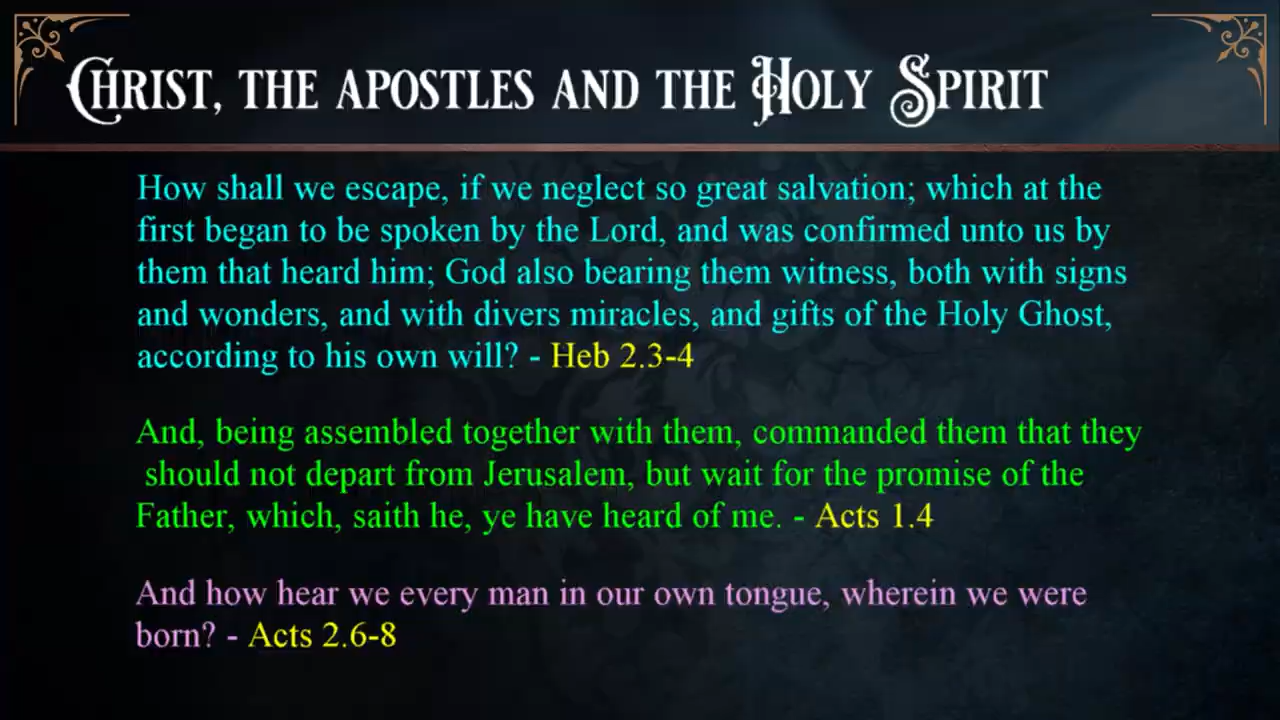 Christ, the apostles and the Holy Spirit
How shall we escape, if we neglect so great salvation; which at the
first began to be spoken by the Lord, and was confirmed unto us by
them that heard him; God also bearing them witness, both with signs
and wonders, and with divers miracles, and gifts of the Holy Ghost,
according to his own will? - Heb 2.3-4
And, being assembled together with them, commanded them that they
should not depart from Jerusalem, but wait for the promise of the
Father, which, saith he, ye have heard of me. - Acts 1.4
And how hear we every man in our own tongue, wherein we were
born? - Acts 2.6-8